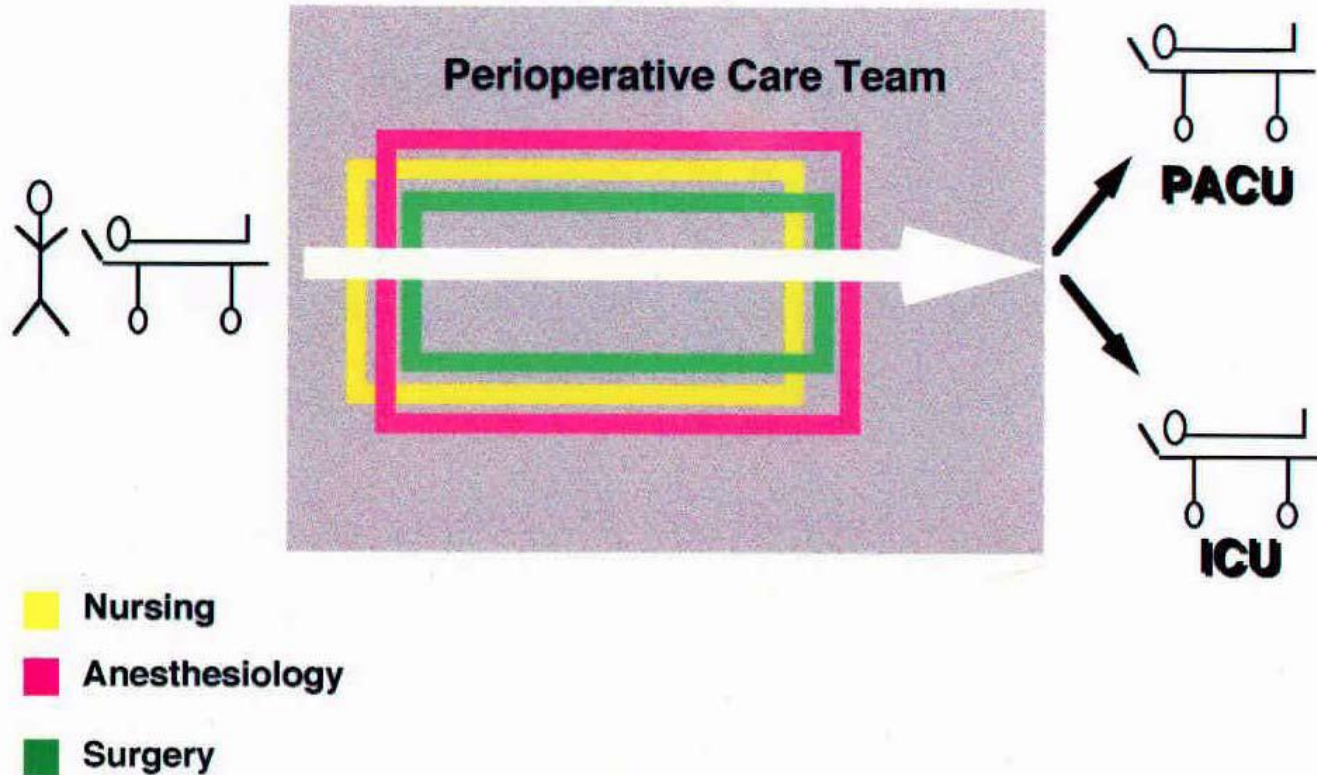 Perioperative Care Team
PACU
ICU
Nursing
Anesthesiology
Surgery